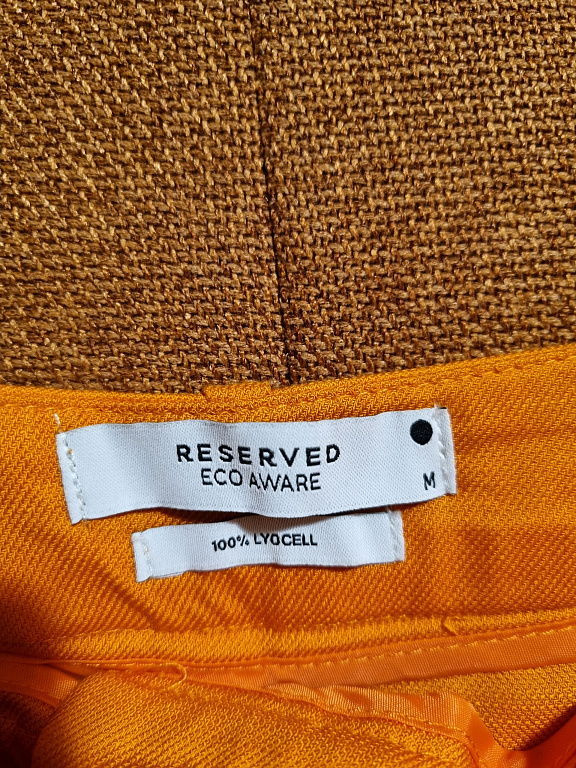 RESERVED
ECO AWARE
M
100% LYOCELL